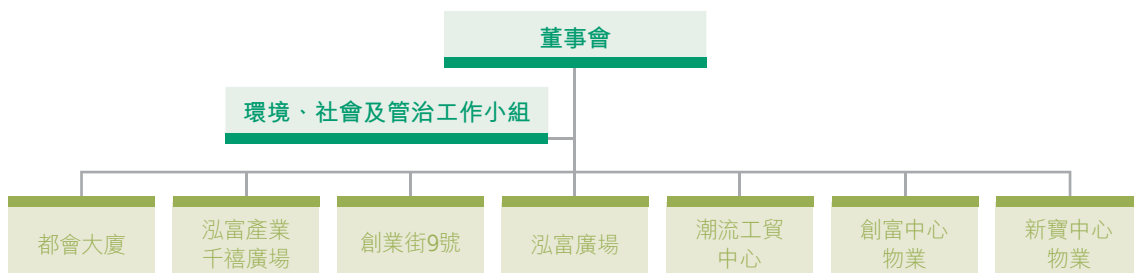 董事會
環境、社會及管治工作小組
都會大廈
泓富產業
千禧廣場
創業街9號
泓富廣場
潮流工貿
中心
創富中心
物業
新寶中心
物業